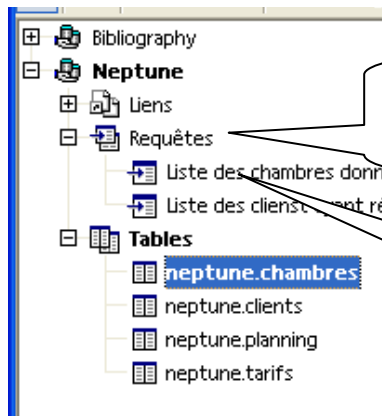 Bibliography
Neptune
Liens
Requêtes
Liste des chambres
Liste des clienst ayant
Tables
neptune.chambres
neptune.clients
neptune.planning
neptune.tarifs